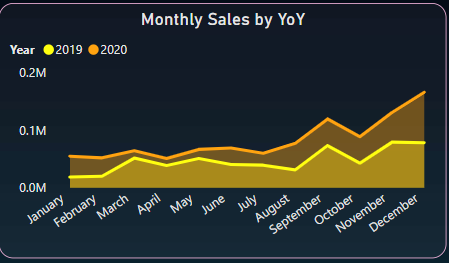 Monthly Sales by YoY
Year 2019 2020
0.2M
0.1M
0.0M
January February March April May June July August September October November December